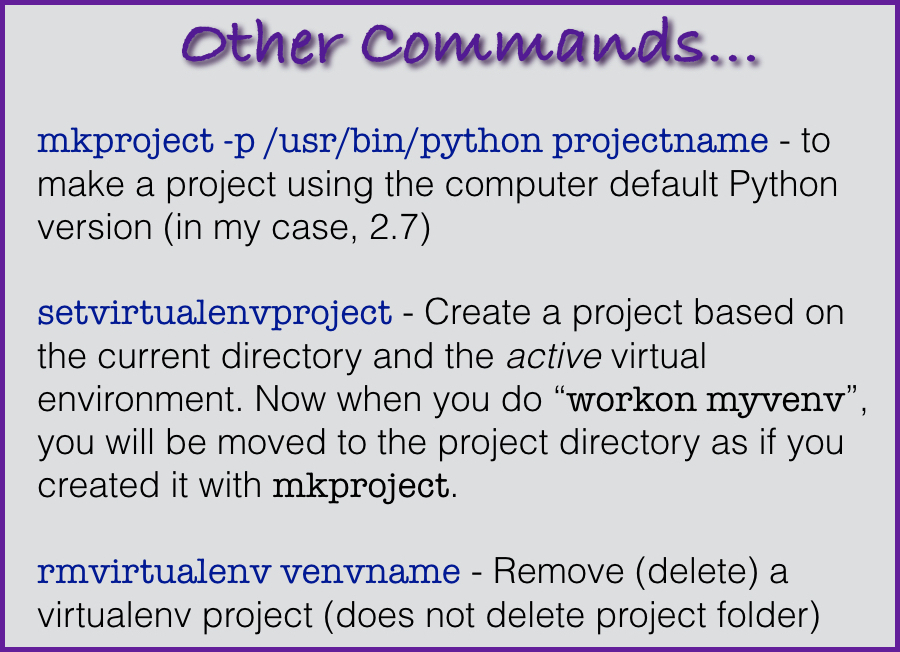 Other Commands...
mkproject -p /usr/bin/python projectname - to
make a project using the computer default Python
version (in my case, 2.7)
setvirtualenvproject - Create a project based on
the current directory and the active virtual
environment. Now when you do “workon myvenv”,
you will be moved to the project directory as if you
created it with mkproject.
rmvirtualenv venvname - Remove (delete) a
virtualenv project (does not delete project folder)